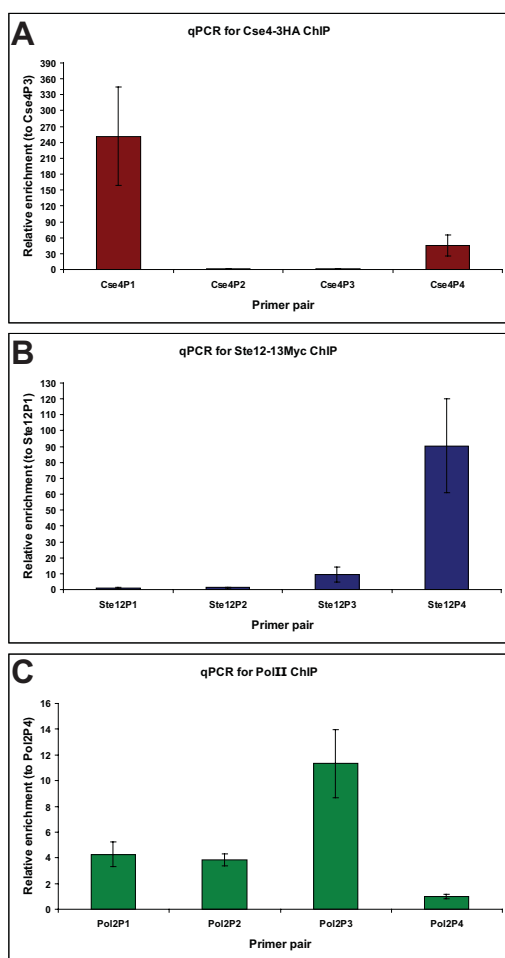 A
qPCR for Cse4-3HA ChIP
Relative enrichment (to Cse4P3)
390
360
330
300
270
240
210
180
150
120
90
60
30
0
Cse4P1 Cse4P2 Cse4P3 Cse4P4
Primer pair
B
qPCR for Ste12-13Myc ChIP
Relative enrichment (to Ste12P1)
130
120
110
100
90
80
70
60
50
40
30
20
10
0
Ste12P1 Ste12P2 Ste12P3 Ste12P4
Primer pair
C
qPCR for PolII ChIP
Relative enrichment (to Pol2P4)
16
14
12
10
8
6
4
2
0
Pol2P1 Pol2P2 Pol2P3 Pol2P4
Primer pair